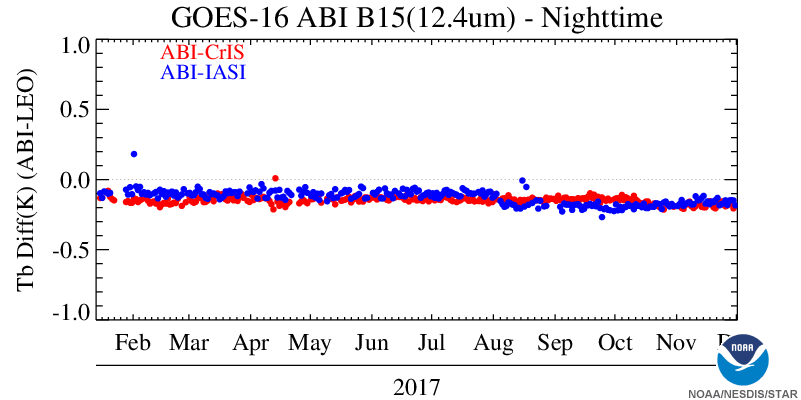 GOES-16 ABI B15(12.4um) - Nighttime
ABI-CrIS
ABI-IASI
Tb Diff(K) (ABI-LEO)
1.0
0.5
0.0
-0.5
-1.0
Feb Mar Apr May Jun Jul Aug Sep Oct Nov
2017
NOAA
NOAA/NESDIS/STAR